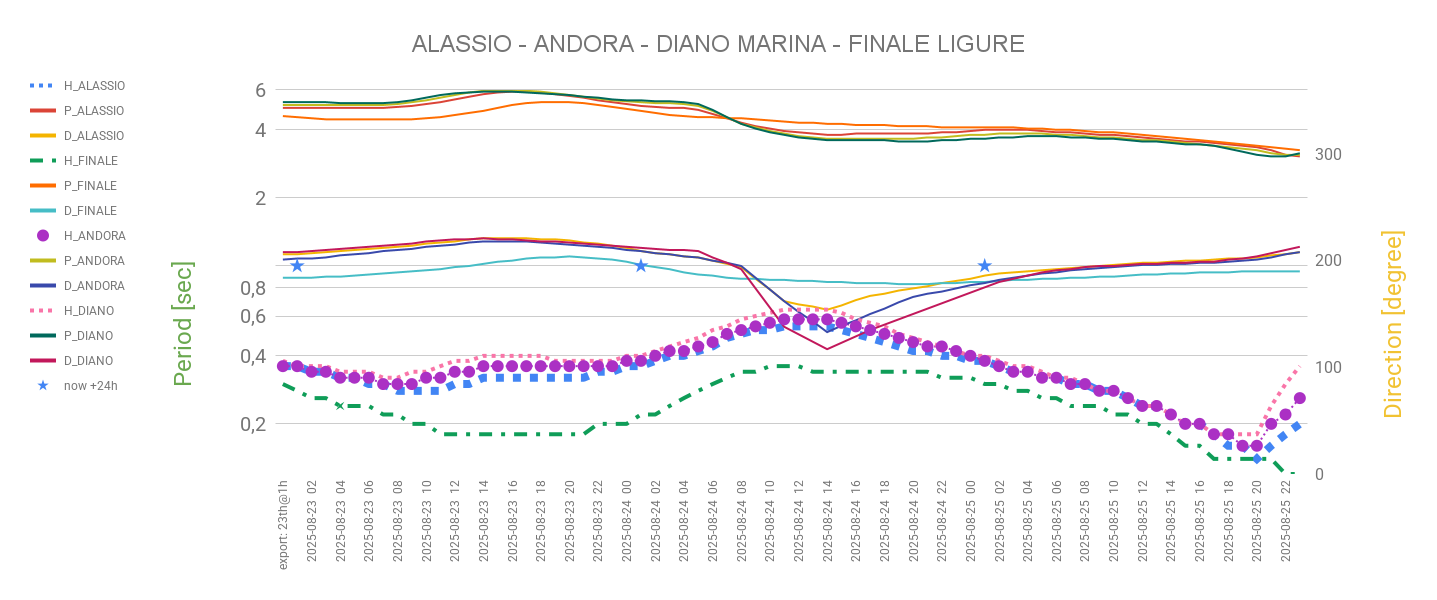 ALASSIO - ANDORA - DIANO MARINA - FINALE LIGURE
H_ALASSIO
P_ALASSIO
D_ALASSIO
H_FINALE
P_FINALE
D_FINALE
H_ANDORA
P_ANDORA
D_ANDORA
H_DIANO
P_DIANO
D_DIANO
now +24h
Period [sec]
6
4
2
0,8
0,6
0,4
0,2
300
200
100
0
Direction [degree]
export: 23th@1h
2025-08-23 02
2025-08-23 04
2025-08-23 06
2025-08-23 08
2025-08-23 10
2025-08-23 12
2025-08-23 14
2025-08-23 16
2025-08-23 18
2025-08-23 20
2025-08-23 22
2025-08-24 00
2025-08-24 02
2025-08-24 04
2025-08-24 06
2025-08-24 08
2025-08-24 10
2025-08-24 12
2025-08-24 14
2025-08-24 16
2025-08-24 18
2025-08-24 20
2025-08-24 22
2025-08-25 00
2025-08-25 02
2025-08-25 04
2025-08-25 06
2025-08-25 08
2025-08-25 10
2025-08-25 12
2025-08-25 14
2025-08-25 16
2025-08-25 18
2025-08-25 20
2025-08-25 22